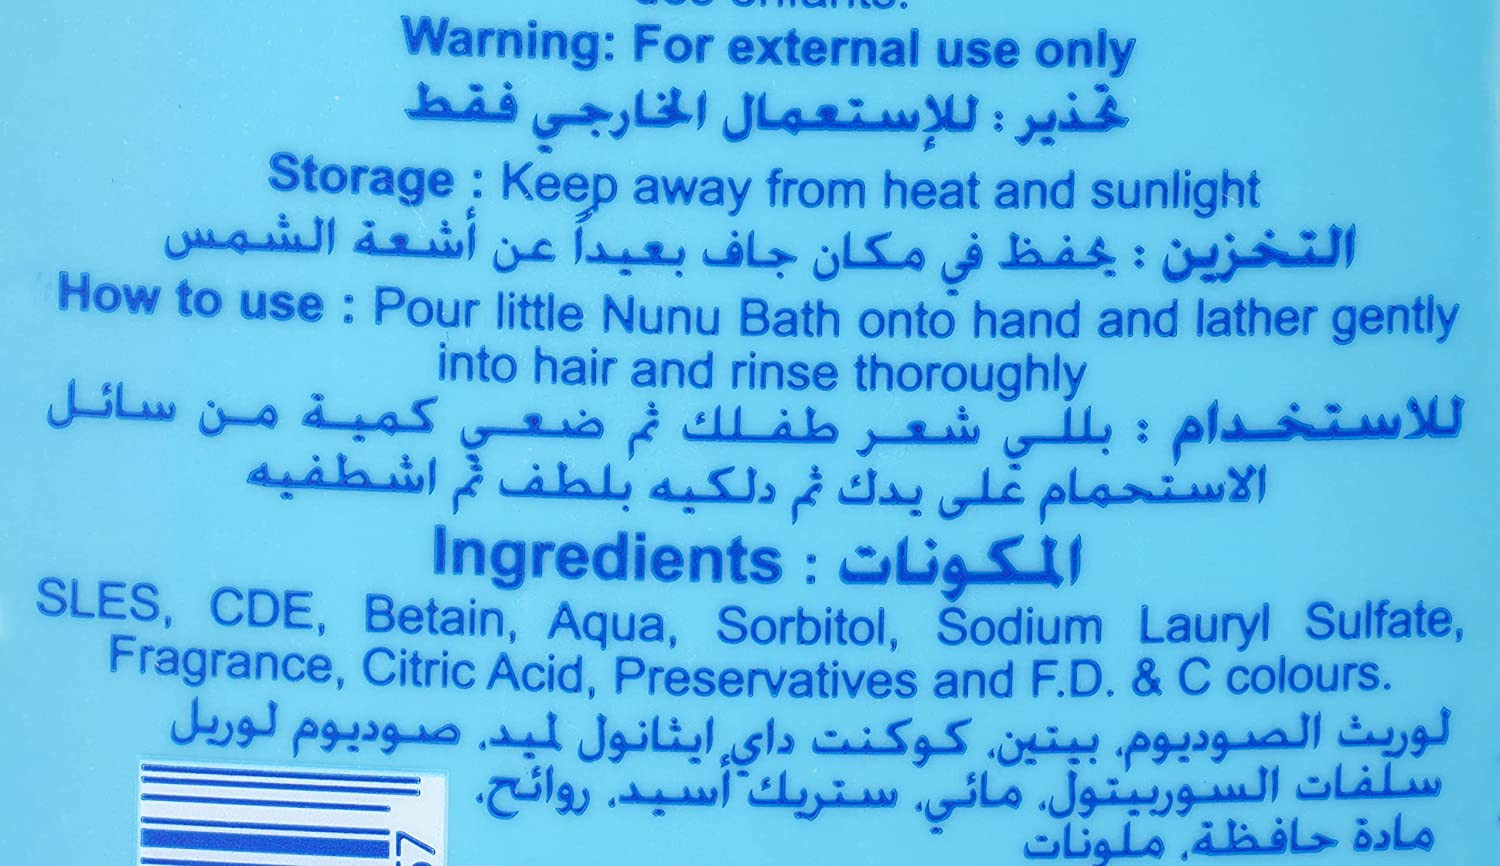 des enfants.
Warning: For external use only
تحذير : للإستعمال الخارجي فقط
Storage : Keep away from heat and sunlight
التخزين : يحفظ في مكان جاف بعيداً عن أشعة الشمس
How to use : Pour little Nunu Bath onto hand and lather gently
into hair and rinse thoroughly
للاستخدام : بللي شعر طفلك ثم ضعي كمية من سائل
الاستحمام على يدك ثم دلكيه بلطف ثم اشطفيه
Ingredients : المكونات
SLES, CDE, Betain, Aqua, Sorbitol, Sodium Lauryl Sulfate,
Fragrance, Citric Acid, Preservatives and F.D. & C colours.
لوريث الصوديوم، بيتين، كوكنت داي ايثانول لميد، صوديوم لوريل
سلفات السوربيتول، مائي، ستريك أسيد، روائح،
مادة حافظة، ملونات